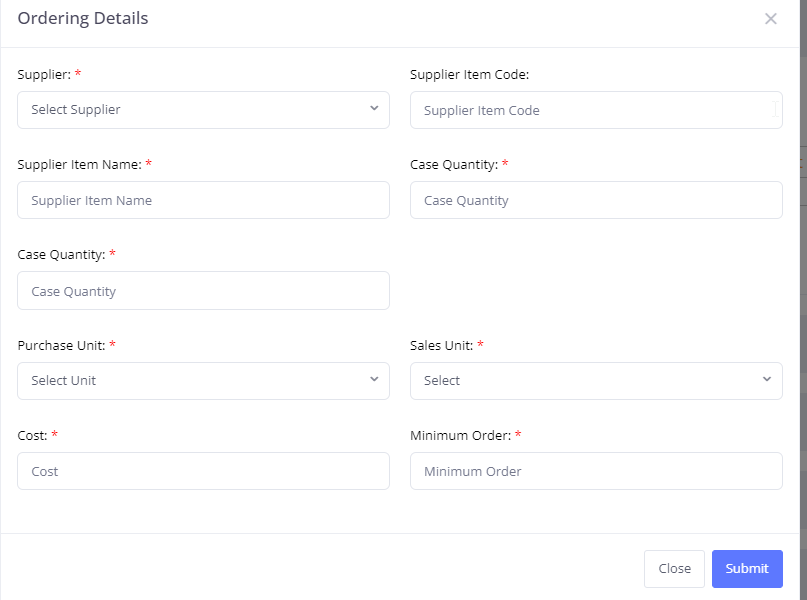 Ordering Details
Supplier: *
Supplier Item Code:
Select Supplier
Supplier Item Code
Supplier Item Name: *
Case Quantity: *
Supplier Item Name
Case Quantity
Case Quantity: *
Case Quantity
Purchase Unit: *
Sales Unit: *
Select Unit
Select
Cost: *
Minimum Order: *
Cost
Minimum Order
Close
Submit